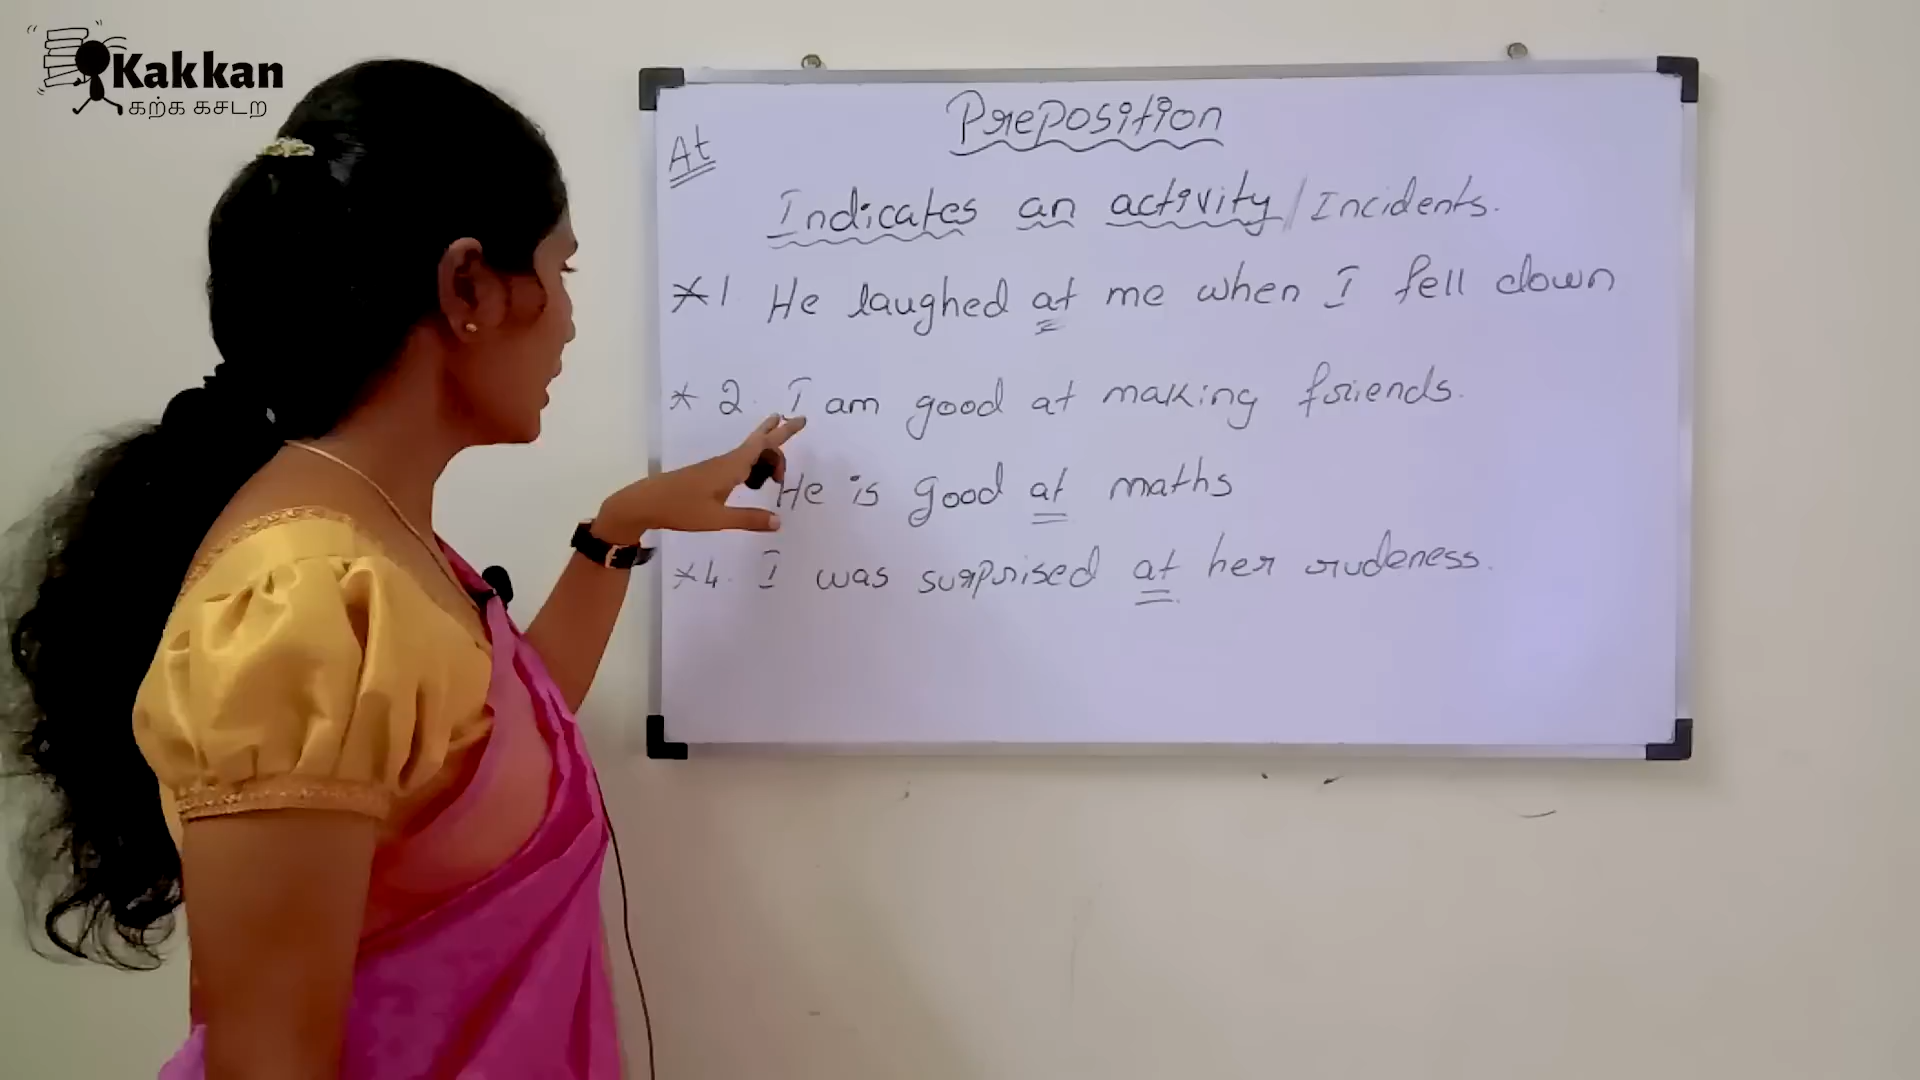 Kakkan
கற்க கசடற
Preposition
At
Indicates an activity / Incidents.
*1 He laughed at me when I fell down
* 2. I am good at making friends.
He is good at maths
*4. I was surprised at her rudeness.